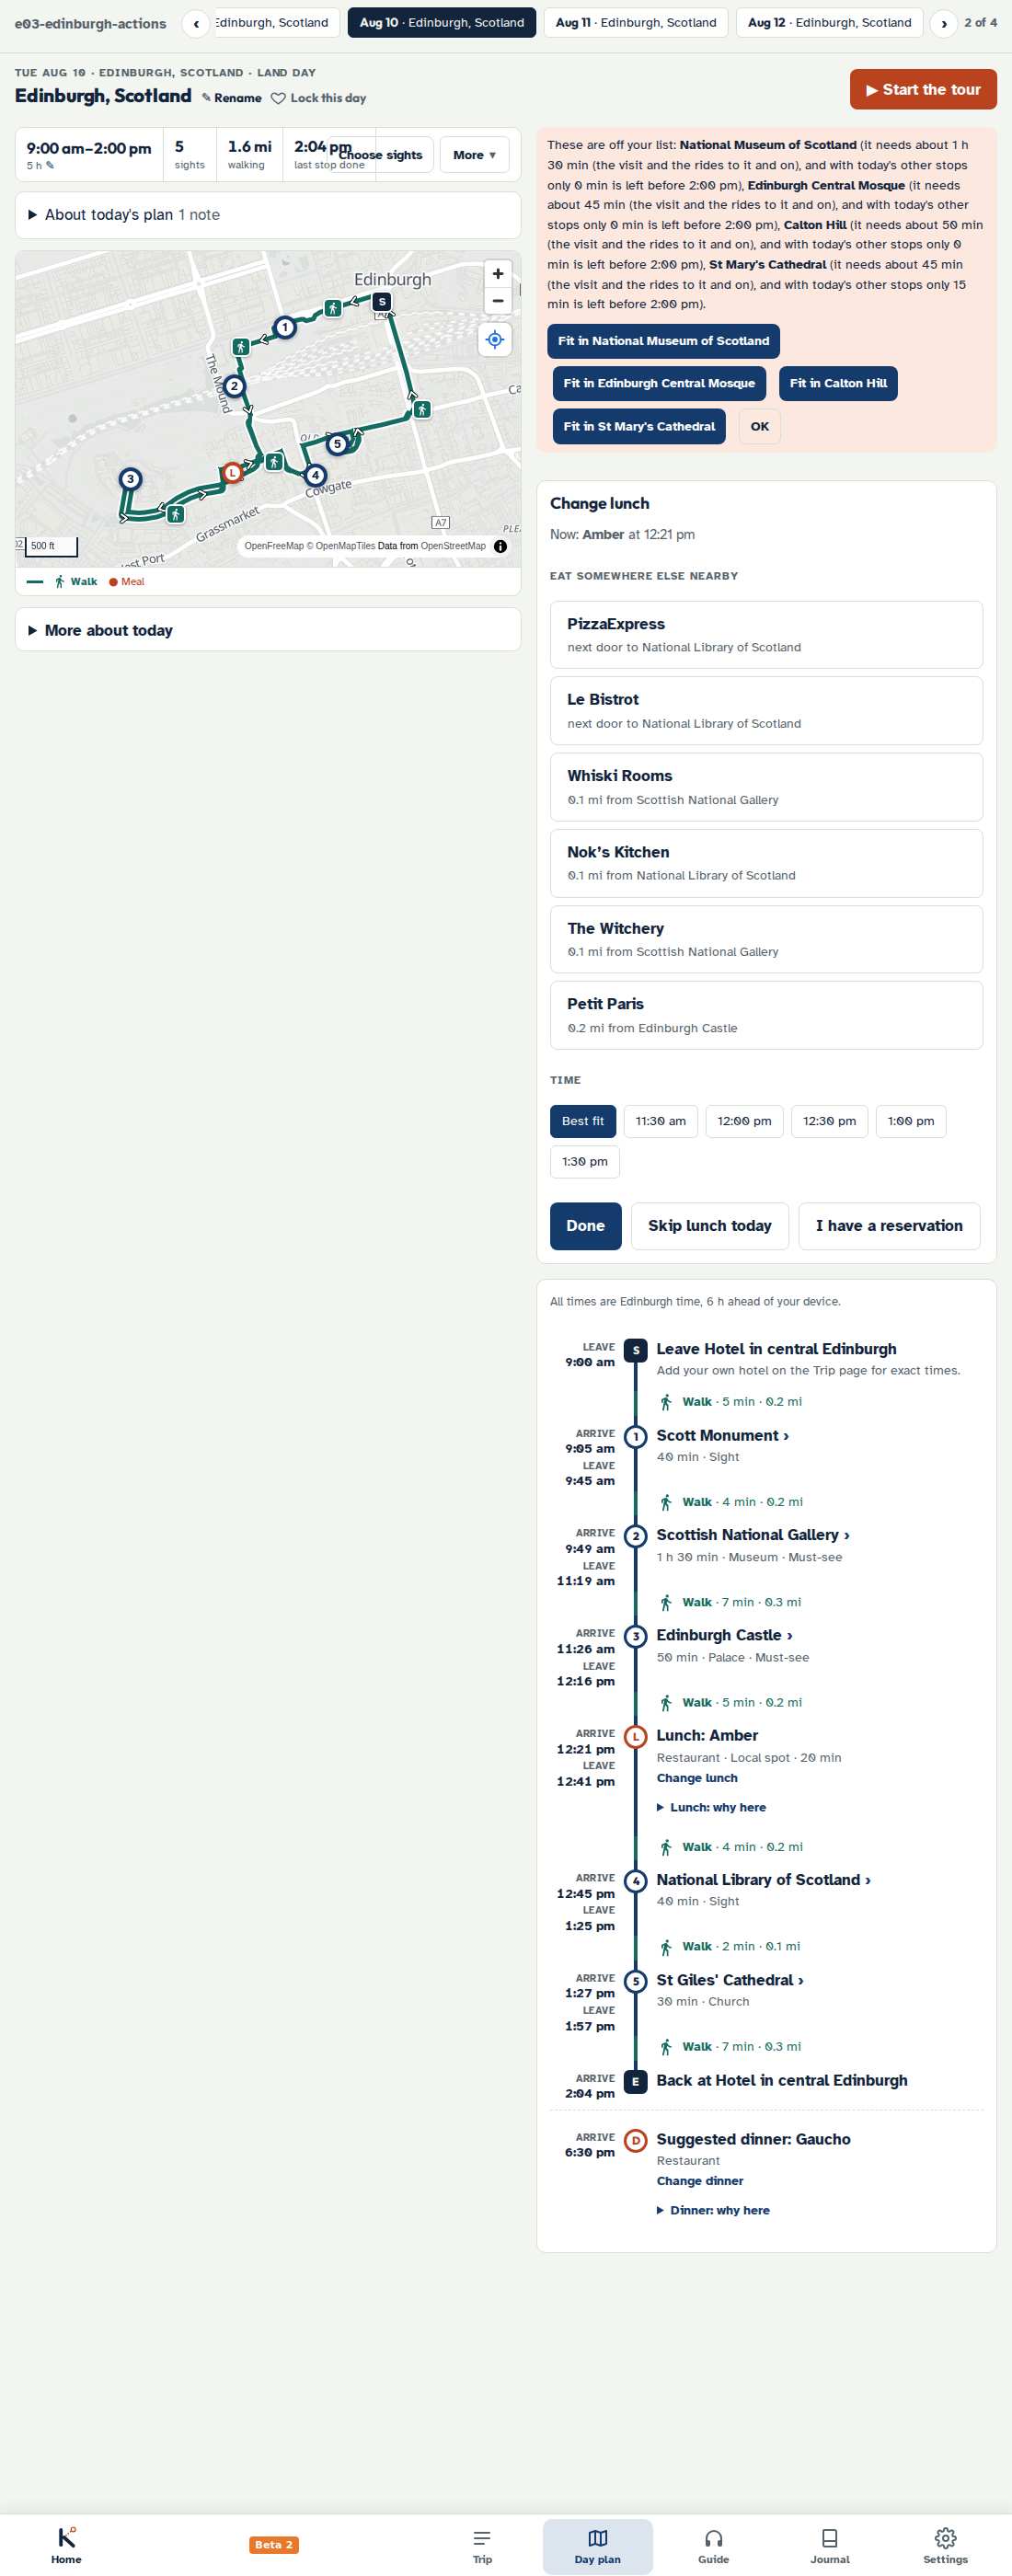 e03-edinburgh-actions
‹
Edinburgh, Scotland
Aug 10 · Edinburgh, Scotland
Aug 11 · Edinburgh, Scotland
Aug 12 · Edinburgh, Scotland
›
2 of 4
TUE AUG 10 · EDINBURGH, SCOTLAND · LAND DAY
Edinburgh, Scotland ✎ Rename Lock this day
▶ Start the tour
9:00 am–2:00 pm
5 h ✎
5
sights
1.6 mi
walking
2:04 pm
last stop done
Choose sights
More ▾
▶ About today's plan 1 note
Edinburgh
S
1
2
3
4
5
L
The Mound
Cowgate
Grassmarket
A7
500 ft
OpenFreeMap © OpenMapTiles Data from OpenStreetMap
Walk
Meal
▶ More about today
These are off your list: National Museum of Scotland (it needs about 1 h
30 min (the visit and the rides to it and on), and with today's other stops
only 0 min is left before 2:00 pm), Edinburgh Central Mosque (it needs
about 45 min (the visit and the rides to it and on), and with today's other
stops only 0 min is left before 2:00 pm), Calton Hill (it needs about 50 min
(the visit and the rides to it and on), and with today's other stops only 0
min is left before 2:00 pm), St Mary's Cathedral (it needs about 45 min
(the visit and the rides to it and on), and with today's other stops only 15
min is left before 2:00 pm).
Fit in National Museum of Scotland
Fit in Edinburgh Central Mosque
Fit in Calton Hill
Fit in St Mary's Cathedral
OK
Change lunch
Now: Amber at 12:21 pm
EAT SOMEWHERE ELSE NEARBY
PizzaExpress
next door to National Library of Scotland
Le Bistrot
next door to National Library of Scotland
Whiski Rooms
0.1 mi from Scottish National Gallery
Nok's Kitchen
0.1 mi from National Library of Scotland
The Witchery
0.1 mi from Scottish National Gallery
Petit Paris
0.2 mi from Edinburgh Castle
TIME
Best fit
11:30 am
12:00 pm
12:30 pm
1:00 pm
1:30 pm
Done
Skip lunch today
I have a reservation
All times are Edinburgh time, 6 h ahead of your device.
LEAVE
9:00 am
S
Leave Hotel in central Edinburgh
Add your own hotel on the Trip page for exact times.
Walk · 5 min · 0.2 mi
ARRIVE
9:05 am
LEAVE
9:45 am
1
Scott Monument ›
40 min · Sight
Walk · 4 min · 0.2 mi
ARRIVE
9:49 am
LEAVE
11:19 am
2
Scottish National Gallery ›
1 h 30 min · Museum · Must-see
Walk · 7 min · 0.3 mi
ARRIVE
11:26 am
LEAVE
12:16 pm
3
Edinburgh Castle ›
50 min · Palace · Must-see
Walk · 5 min · 0.2 mi
ARRIVE
12:21 pm
LEAVE
12:41 pm
L
Lunch: Amber
Restaurant · Local spot · 20 min
Change lunch
▶ Lunch: why here
Walk · 4 min · 0.2 mi
ARRIVE
12:45 pm
LEAVE
1:25 pm
4
National Library of Scotland ›
40 min · Sight
Walk · 2 min · 0.1 mi
ARRIVE
1:27 pm
LEAVE
1:57 pm
5
St Giles' Cathedral ›
30 min · Church
Walk · 7 min · 0.3 mi
ARRIVE
2:04 pm
E
Back at Hotel in central Edinburgh
ARRIVE
6:30 pm
D
Suggested dinner: Gaucho
Restaurant
Change dinner
▶ Dinner: why here
Home
Beta 2
Trip
Day plan
Guide
Journal
Settings